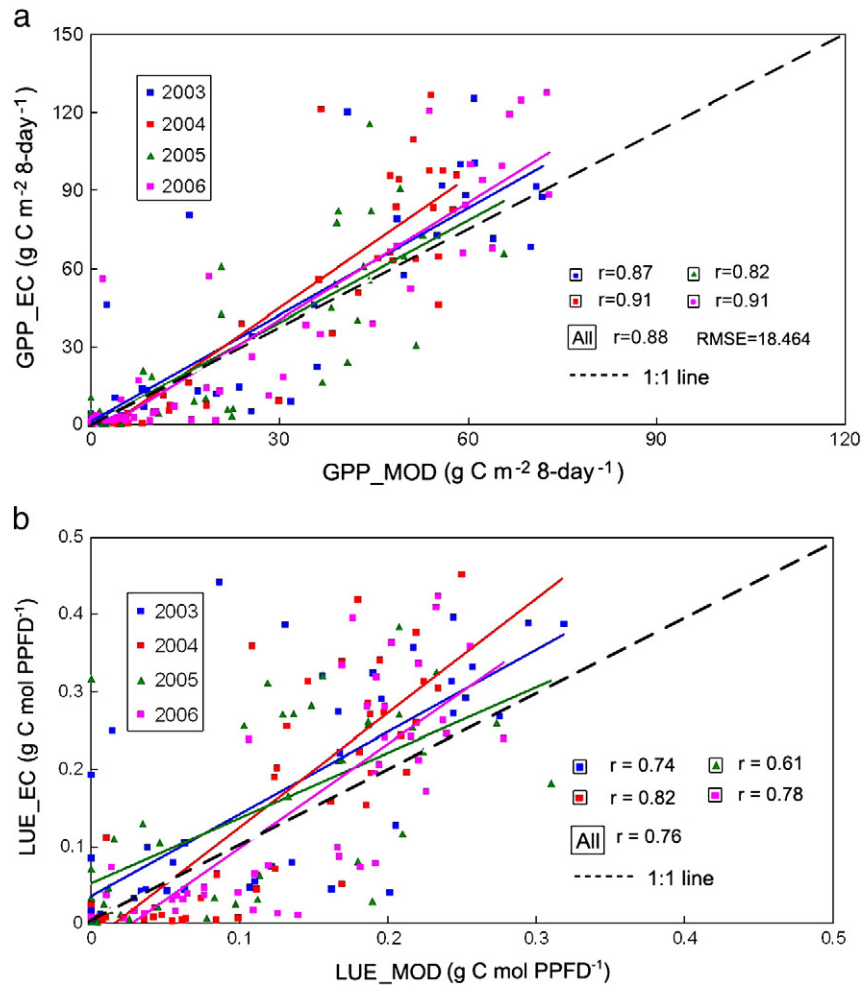 a
150
120
90
60
30
0
GPP_EC (g C m⁻² 8-day⁻¹)
2003
2004
2005
2006
r=0.87
r=0.82
r=0.91
r=0.91
All r=0.88 RMSE=18.464
1:1 line
0 30 60 90 120
GPP_MOD (g C m⁻² 8-day⁻¹)
b
0.5
0.4
0.3
0.2
0.1
0
LUE_EC (g C mol PPFD⁻¹)
2003
2004
2005
2006
r = 0.74
r = 0.61
r = 0.82
r = 0.78
All r = 0.76
1:1 line
0 0.1 0.2 0.3 0.4 0.5
LUE_MOD (g C mol PPFD⁻¹)